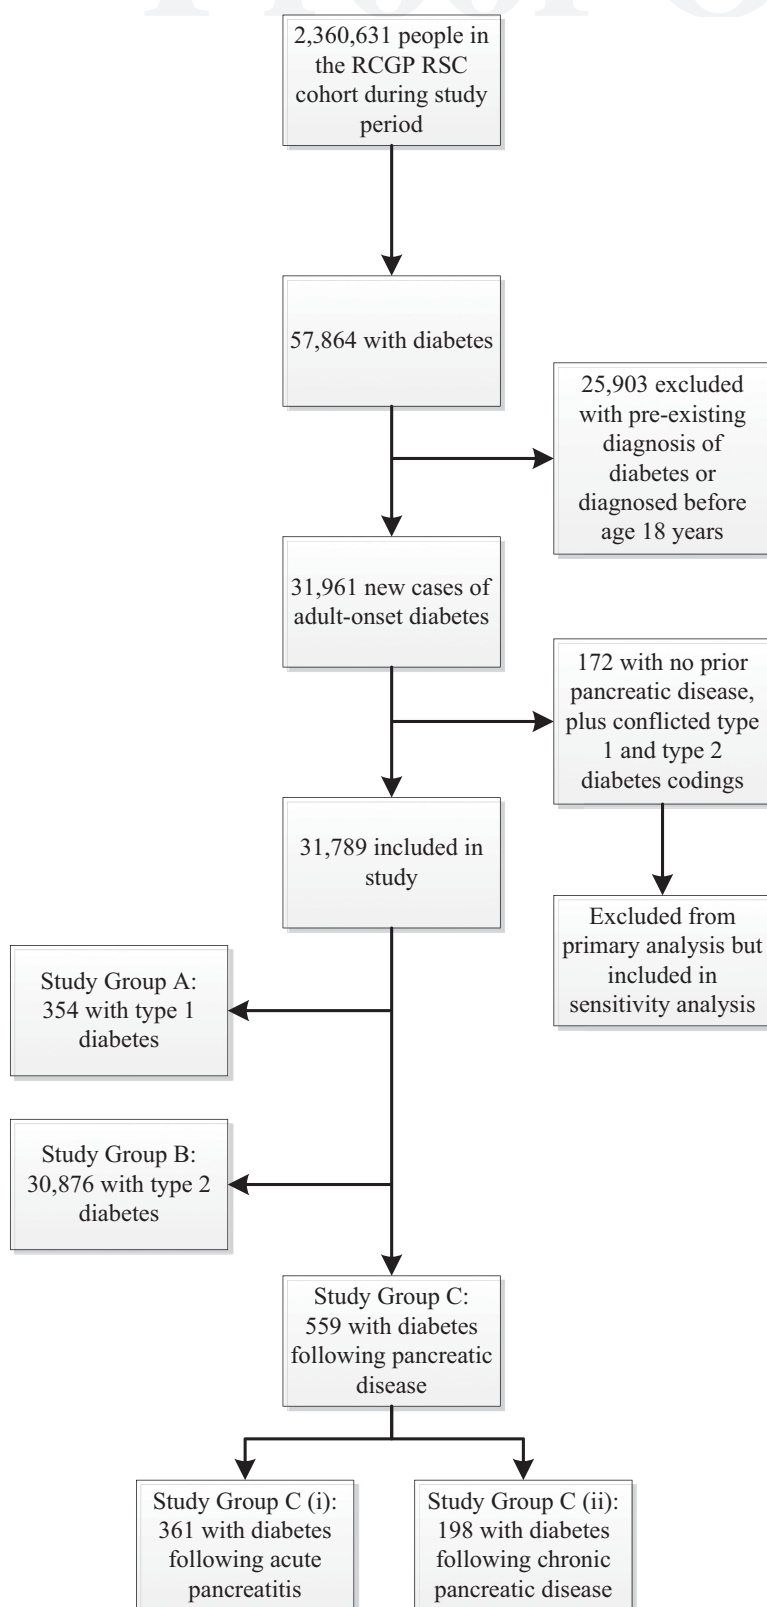 2,360,631 people in
the RCGP RSC
cohort during study
period
57,864 with diabetes
25,903 excluded
with pre-existing
diagnosis of
diabetes or
diagnosed before
age 18 years
31,961 new cases of
adult-onset diabetes
172 with no prior
pancreatic disease,
plus conflicted type
1 and type 2
diabetes codings
31,789 included in
study
Excluded from
primary analysis but
included in
sensitivity analysis
Study Group A:
354 with type 1
diabetes
Study Group B:
30,876 with type 2
diabetes
Study Group C:
559 with diabetes
following pancreatic
disease
Study Group C (i):
361 with diabetes
following acute
pancreatitis
Study Group C (ii):
198 with diabetes
following chronic
pancreatic disease